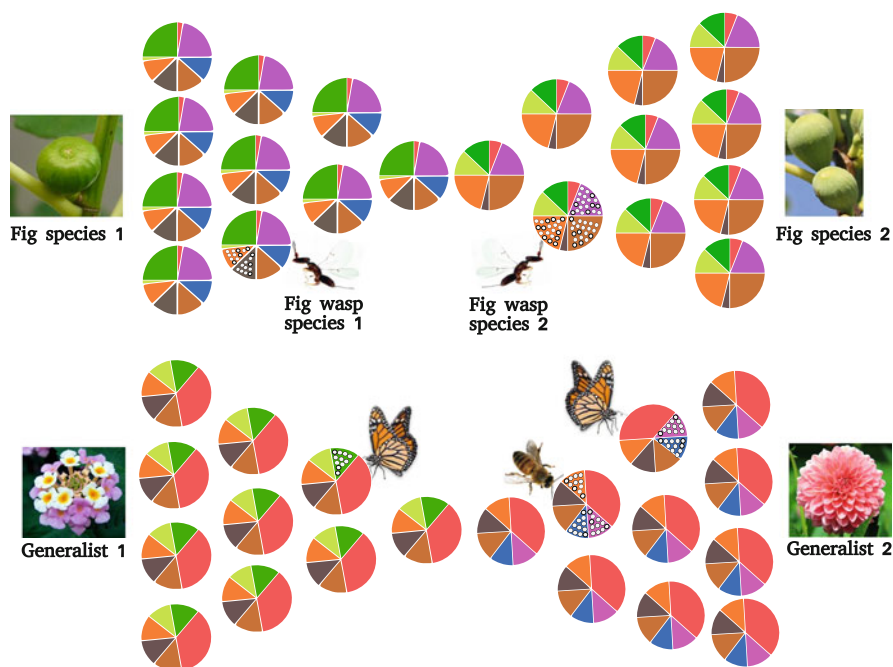 Fig species 1
Fig species 2
Fig wasp
species 1
Fig wasp
species 2
Generalist 1
Generalist 2